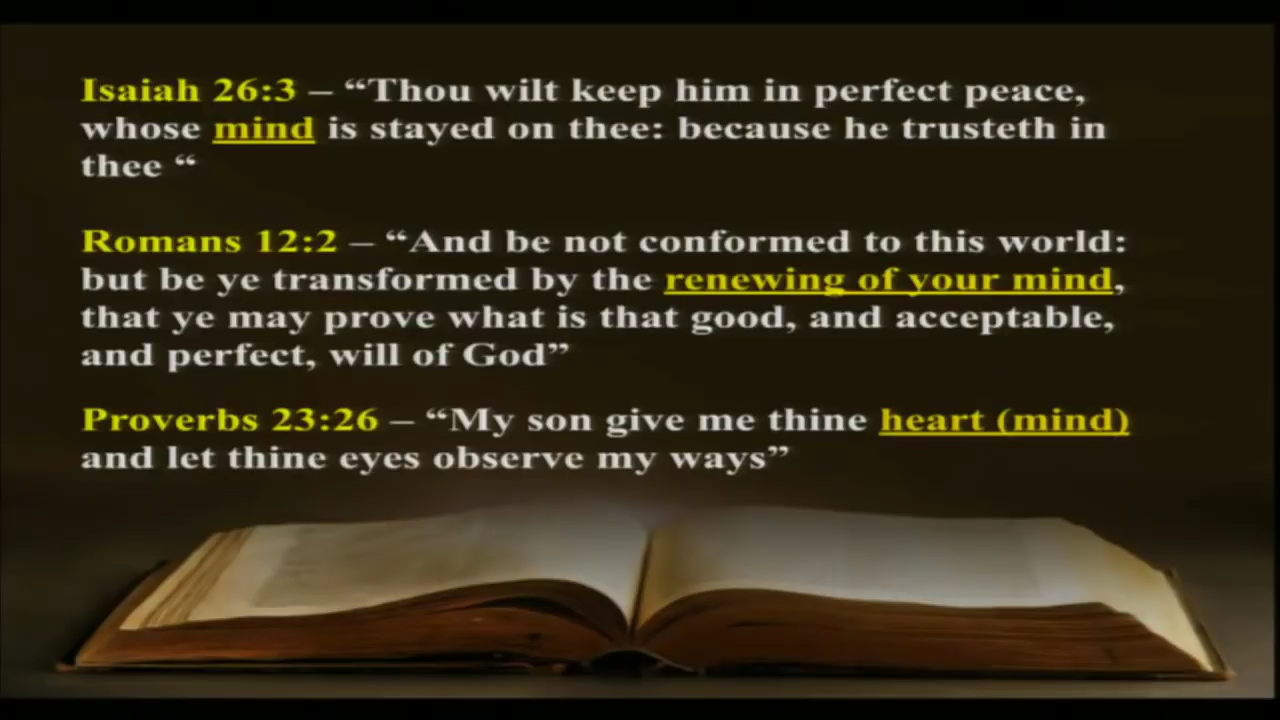 Isaiah 26:3 – “Thou wilt keep him in perfect peace,
whose mind is stayed on thee: because he trusteth in
thee “
Romans 12:2 – “And be not conformed to this world:
but be ye transformed by the renewing of your mind,
that ye may prove what is that good, and acceptable,
and perfect, will of God”
Proverbs 23:26 – “My son give me thine heart (mind)
and let thine eyes observe my ways”